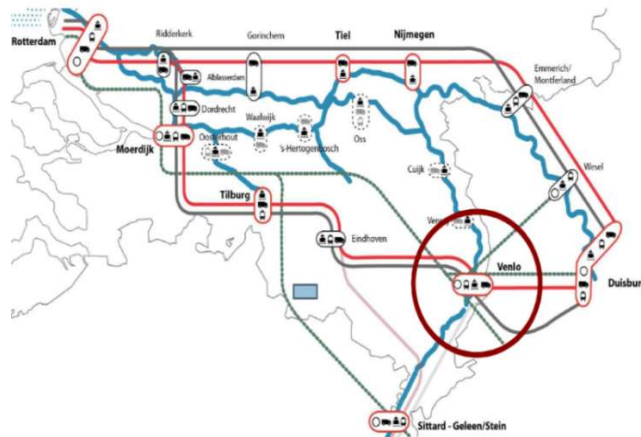 Rotterdam
Ridderkerk
Gorinchem
Tiel
Nijmegen
Alblasserdam
Emmerich/
Montferland
Dordrecht
Waalwijk
Oosterhout
's-Hertogenbosch
Oss
Moerdijk
Cuijk
Wesel
Tilburg
Eindhoven
Venlo
Duisbur
Sittard - Geleen/Stein